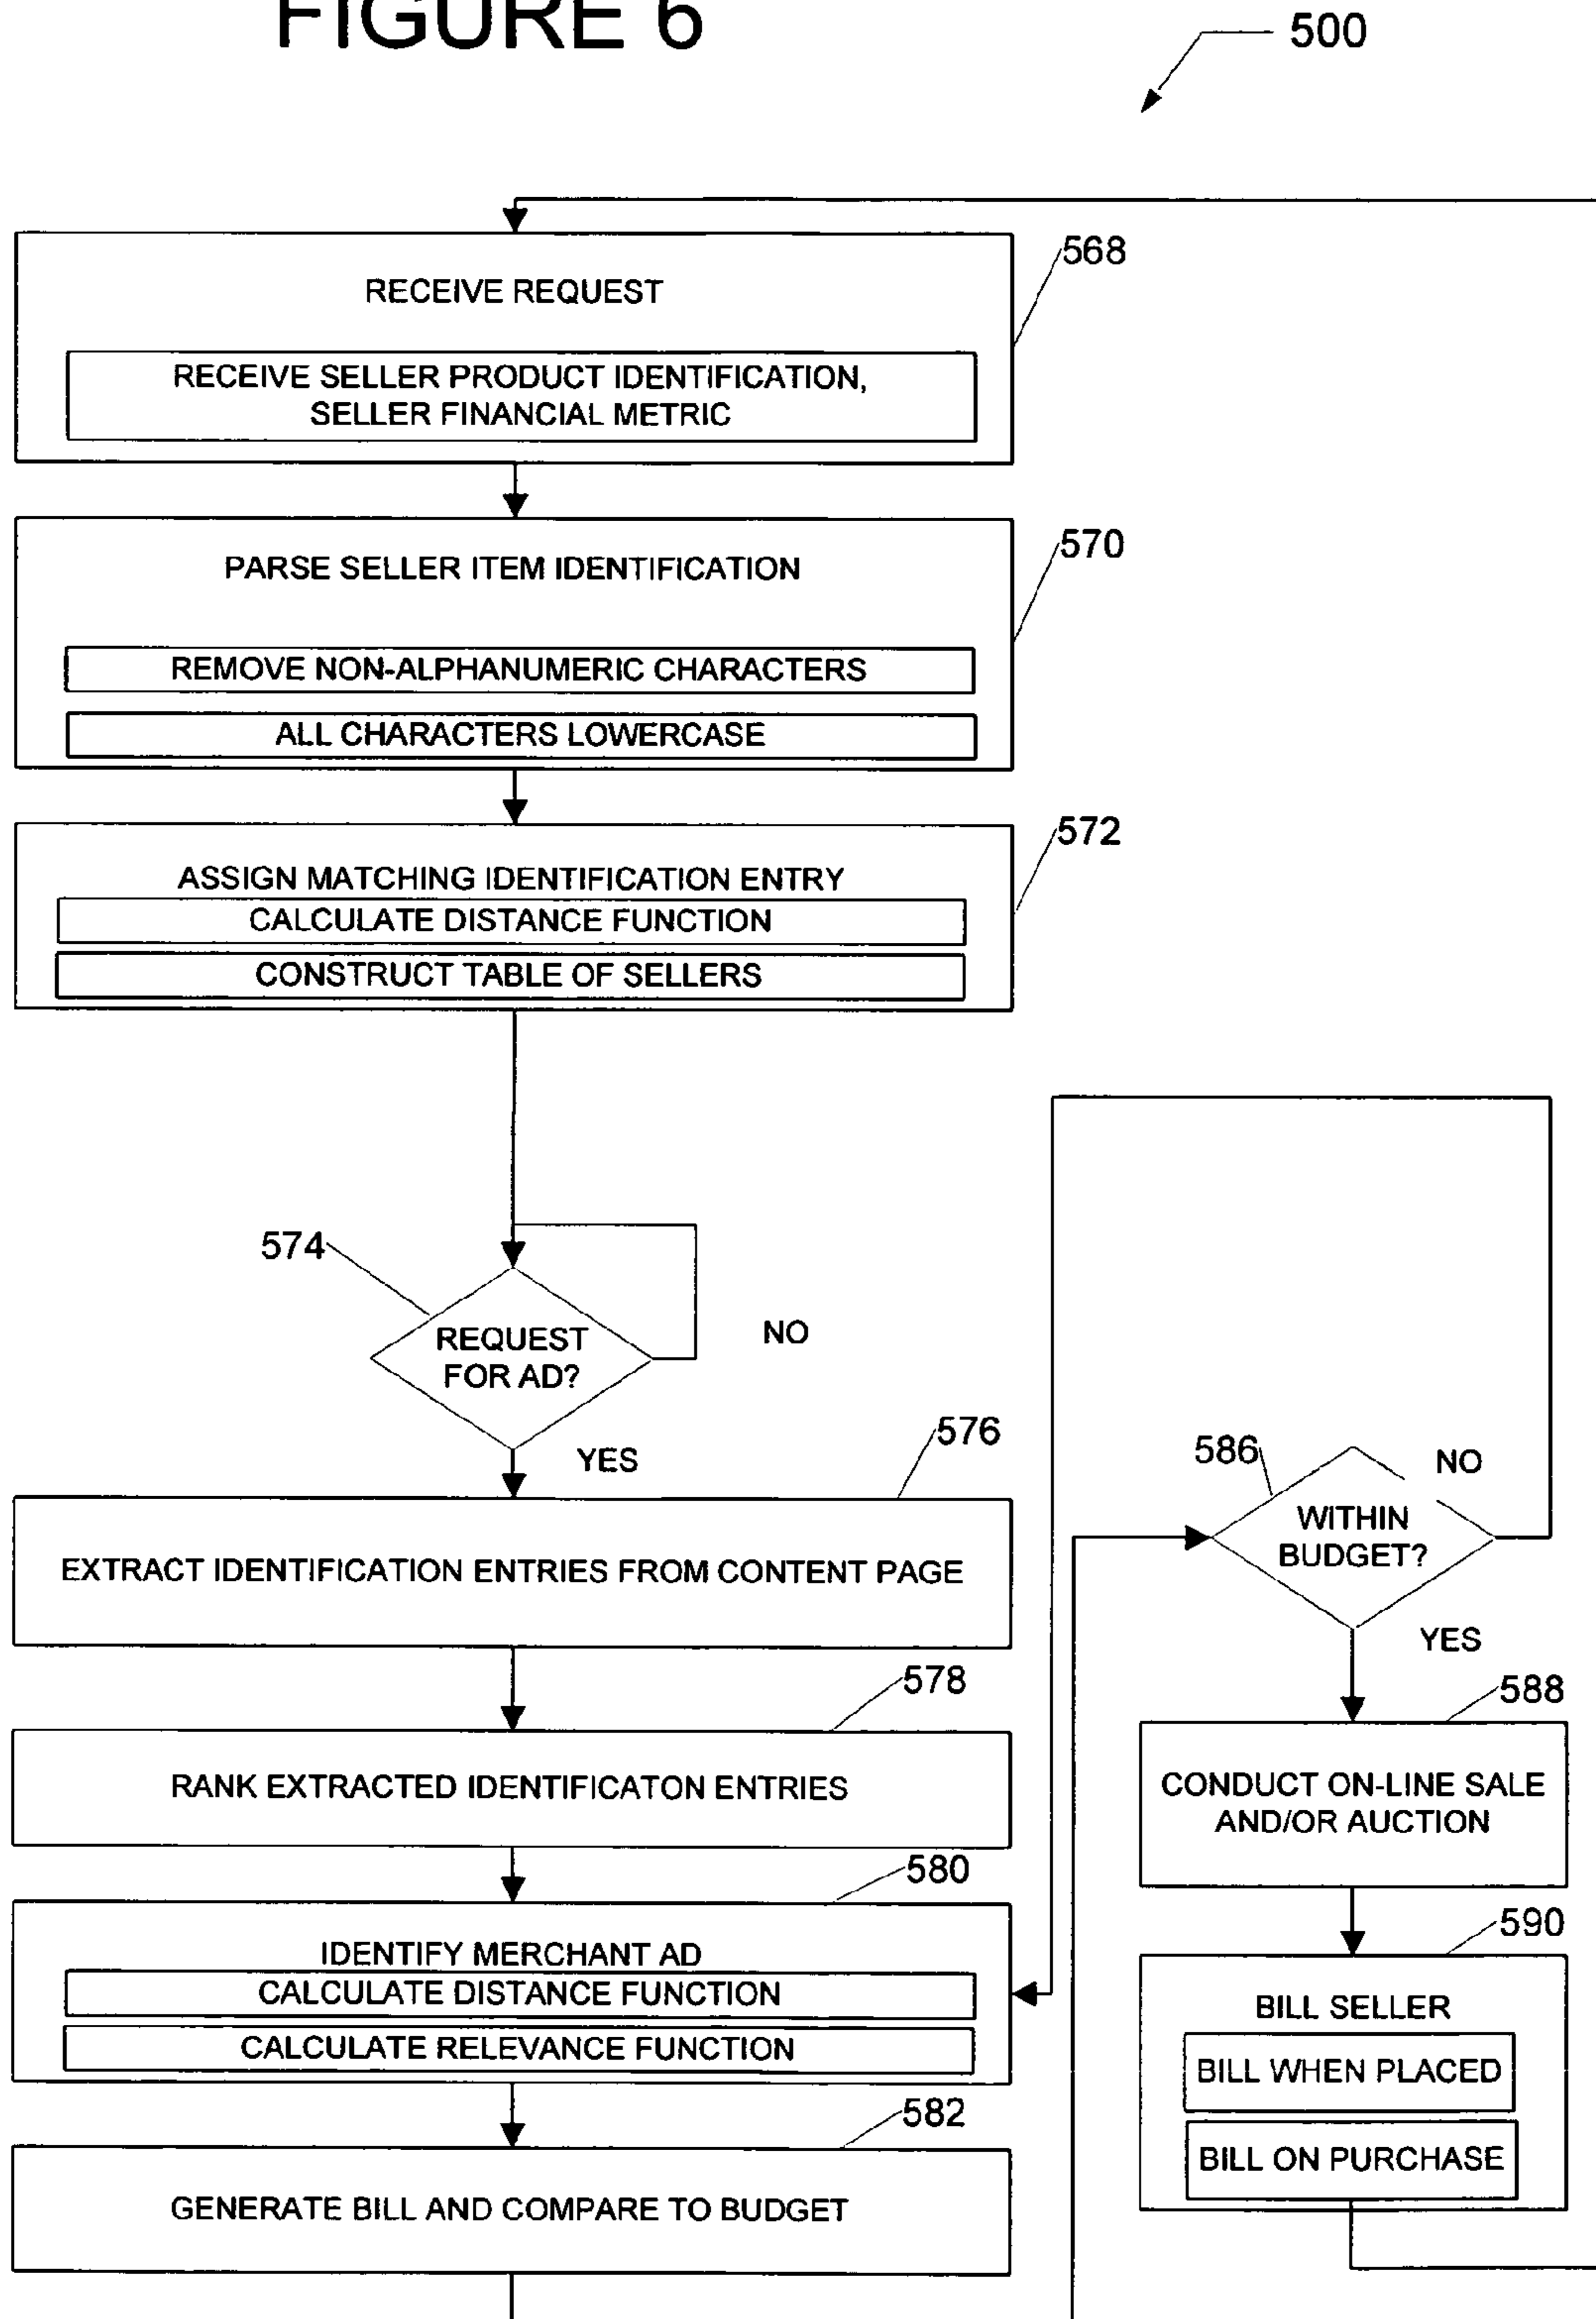 FIGURE 6
500
568
RECEIVE REQUEST
RECEIVE SELLER PRODUCT IDENTIFICATION,
SELLER FINANCIAL METRIC
570
PARSE SELLER ITEM IDENTIFICATION
REMOVE NON-ALPHANUMERIC CHARACTERS
ALL CHARACTERS LOWERCASE
572
ASSIGN MATCHING IDENTIFICATION ENTRY
CALCULATE DISTANCE FUNCTION
CONSTRUCT TABLE OF SELLERS
574
REQUEST
FOR AD?
NO
YES
576
EXTRACT IDENTIFICATION ENTRIES FROM CONTENT PAGE
578
RANK EXTRACTED IDENTIFICATON ENTRIES
580
IDENTIFY MERCHANT AD
CALCULATE DISTANCE FUNCTION
CALCULATE RELEVANCE FUNCTION
582
GENERATE BILL AND COMPARE TO BUDGET
586
NO
WITHIN
BUDGET?
YES
588
CONDUCT ON-LINE SALE
AND/OR AUCTION
590
BILL SELLER
BILL WHEN PLACED
BILL ON PURCHASE